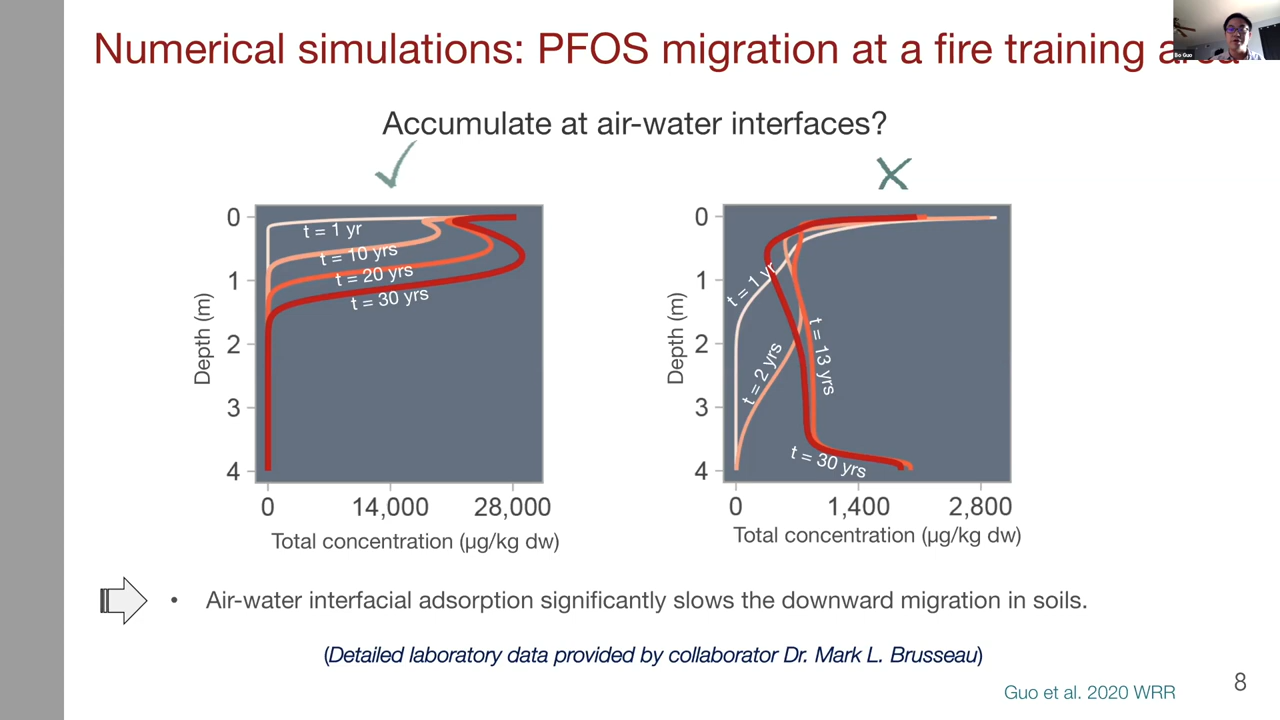 Numerical simulations: PFOS migration at a fire training area
Bo Guo
Accumulate at air-water interfaces?
0
1
2
3
4
Depth (m)
t = 1 yr
t = 10 yrs
t = 20 yrs
t = 30 yrs
0 14,000 28,000
Total concentration (µg/kg dw)
0
1
2
3
4
Depth (m)
t = 1 yr
t = 2 yrs
t = 13 yrs
t = 30 yrs
0 1,400 2,800
Total concentration (µg/kg dw)
• Air-water interfacial adsorption significantly slows the downward migration in soils.
(Detailed laboratory data provided by collaborator Dr. Mark L. Brusseau)
Guo et al. 2020 WRR
8